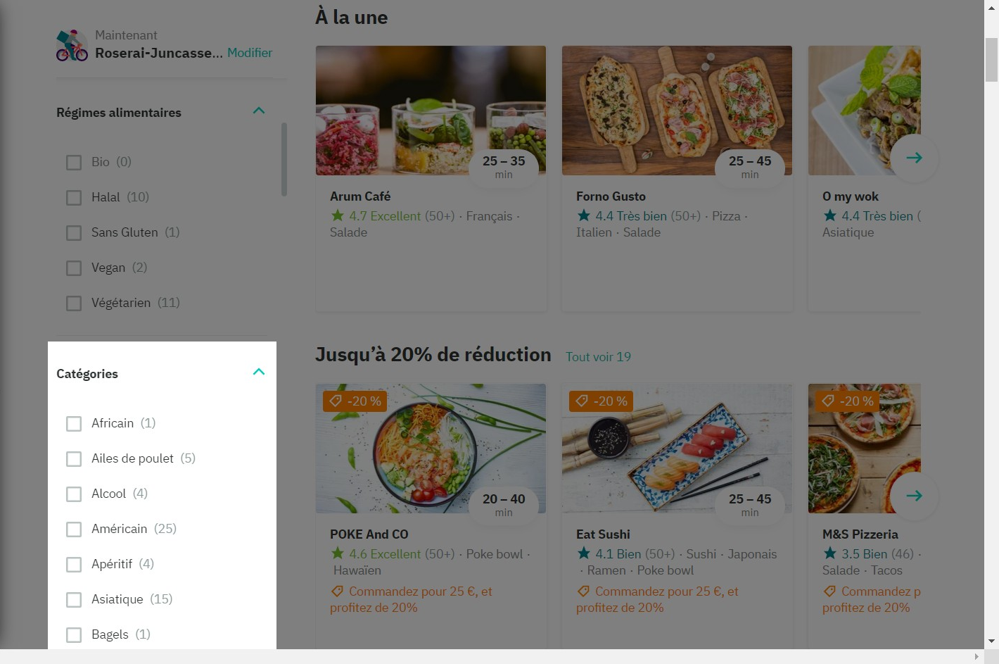 Maintenant
Roserai-Juncasse... Modifier
Régimes alimentaires
Bio (0)
Halal (10)
Sans Gluten (1)
Vegan (2)
Végétarien (11)
Catégories
Africain (1)
Ailes de poulet (5)
Alcool (4)
Américain (25)
Apéritif (4)
Asiatique (15)
Bagels (1)
À la une
25 – 35
min
Arum Café
4.7 Excellent (50+) · Français ·
Salade
25 – 45
min
Forno Gusto
4.4 Très bien (50+) · Pizza ·
Italien · Salade
O my wok
4.4 Très bien (
Asiatique
Jusqu’à 20% de réduction Tout voir 19
-20 %
20 – 40
min
POKE And CO
4.6 Excellent (50+) · Poke bowl ·
Hawaïen
Commandez pour 25 €, et
profitez de 20%
-20 %
25 – 45
min
Eat Sushi
4.1 Bien (50+) · Sushi · Japonais
· Ramen · Poke bowl
Commandez pour 25 €, et
profitez de 20%
-20 %
M&S Pizzeria
3.5 Bien (46) ·
Salade · Tacos
Commandez p
profitez de 20%